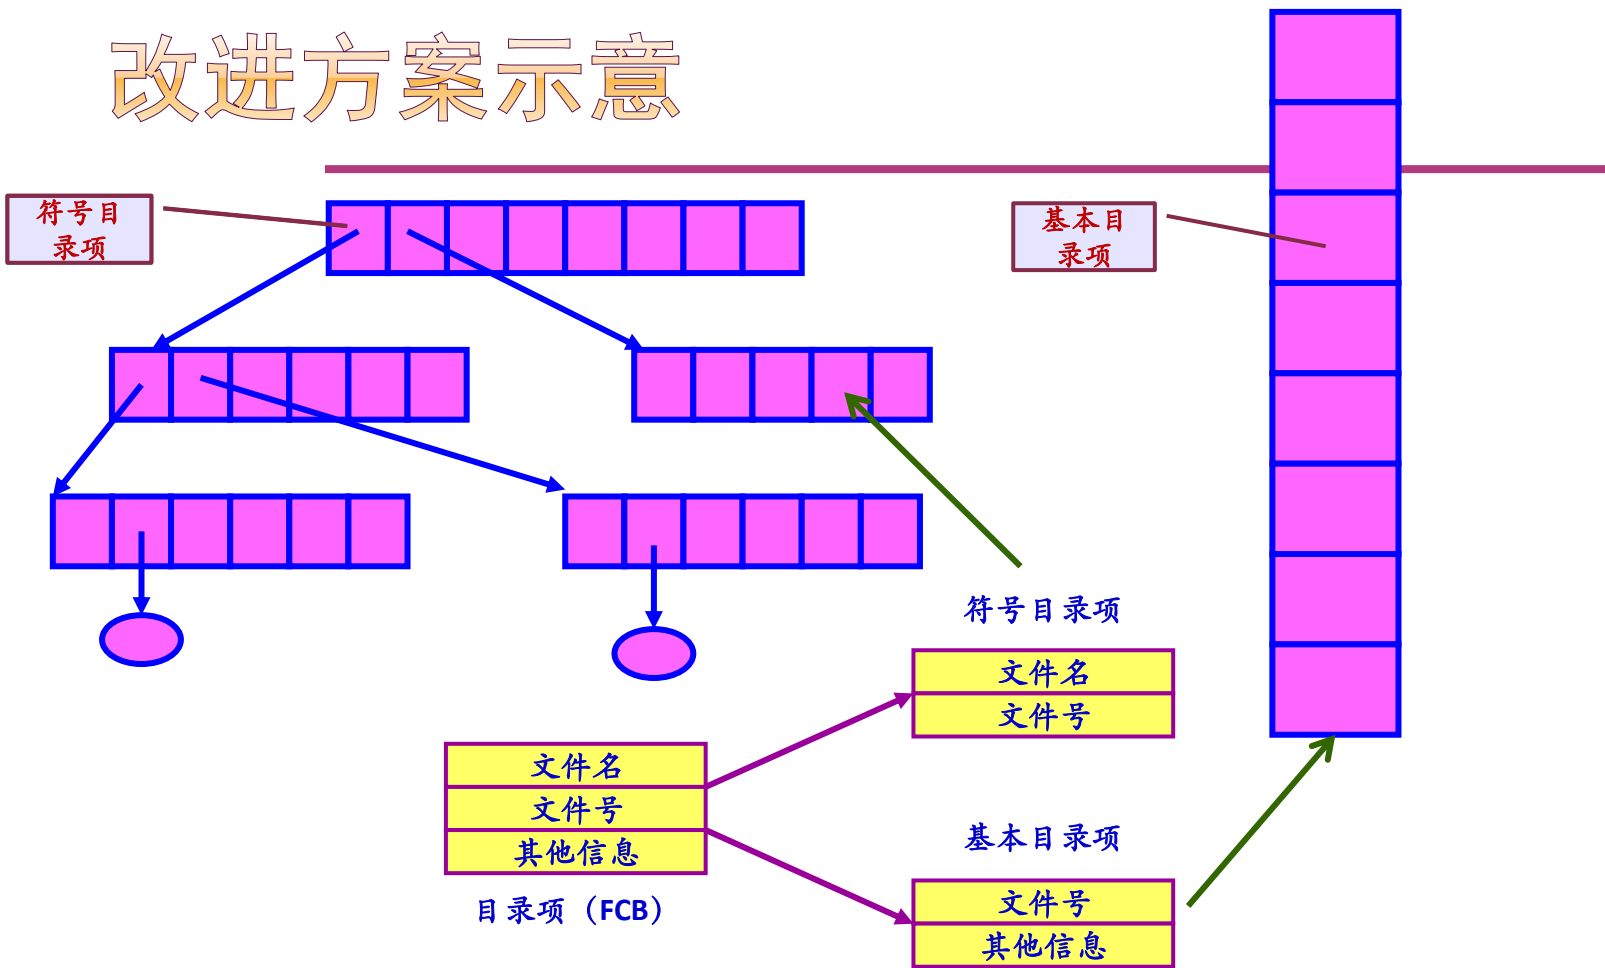 改进方案示意
符号目
录项
基本目
录项
符号目录项
文件名
文件号
文件名
文件号
其他信息
目录项（FCB）
基本目录项
文件号
其他信息